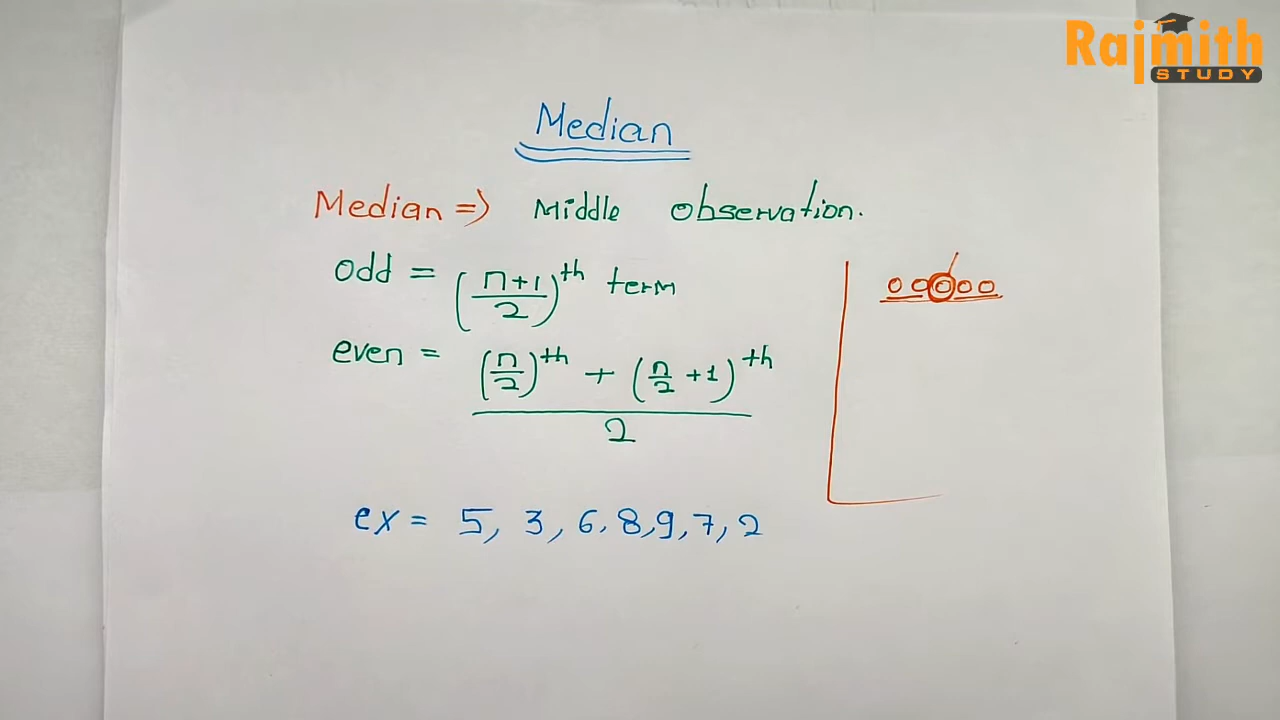 Rajmith
STUDY
Median
Median => Middle observation.
odd = (n+1/2)th term
even = (n/2)th + (n/2 +1)th
2
ex = 5, 3, 6, 8, 9, 7, 2